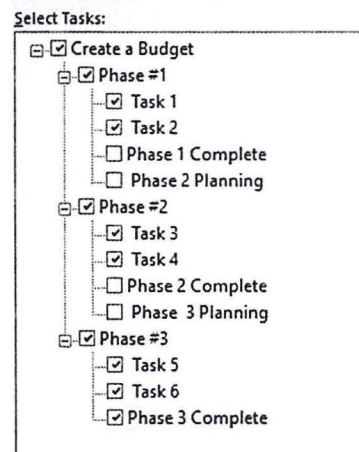 Select Tasks:
Create a Budget
Phase #1
Task 1
Task 2
Phase 1 Complete
Phase 2 Planning
Phase #2
Task 3
Task 4
Phase 2 Complete
Phase 3 Planning
Phase #3
Task 5
Task 6
Phase 3 Complete